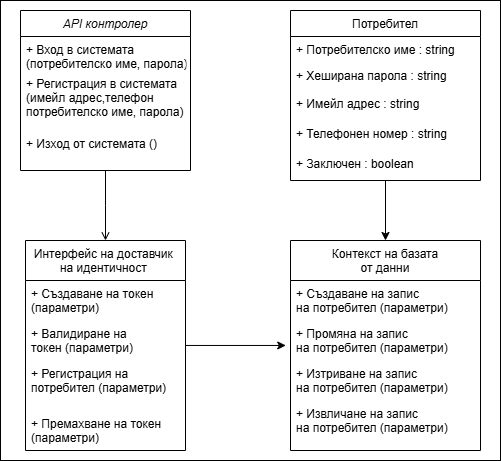 API контролер
+ Вход в системата
(потребителско име, парола)
+ Регистрация в системата
(имейл адрес,телефон
потребителско име, парола)
+ Изход от системата ()
Потребител
+ Потребителско име : string
+ Хеширана парола : string
+ Имейл адрес : string
+ Телефонен номер : string
+ Заключен : boolean
Интерфейс на доставчик
на идентичност
+ Създаване на токен
(параметри)
+ Валидиране на
токен (параметри)
+ Регистрация на
потребител (параметри)
+ Премахване на токен
(параметри)
Контекст на базата
от данни
+ Създаване на запис
на потребител (параметри)
+ Промяна на запис
на потребител (параметри)
+ Изтриване на запис
на потребител (параметри)
+ Извличане на запис
на потребител (параметри)